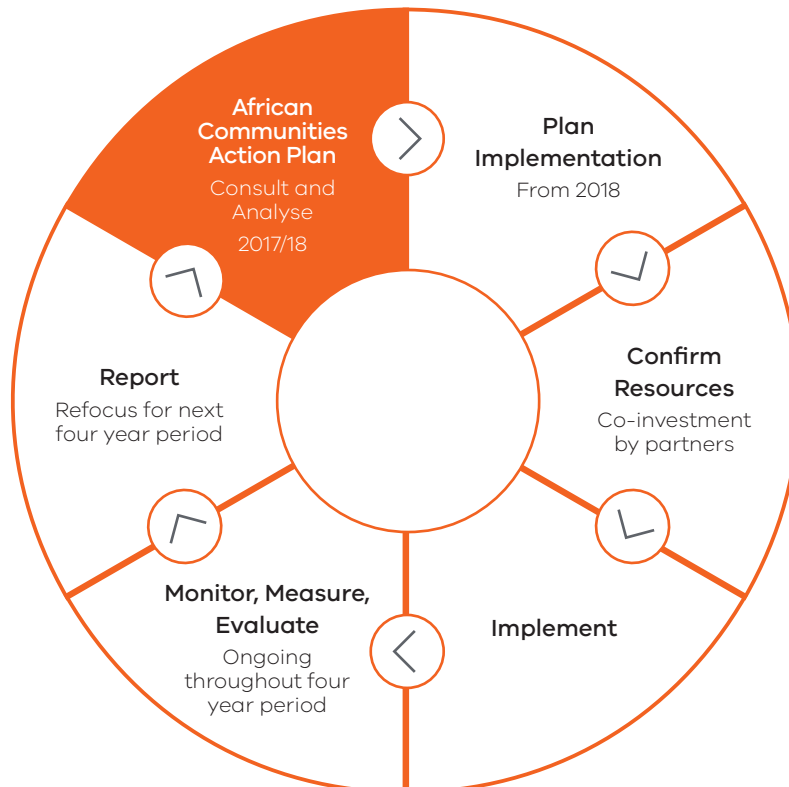 African
Communities
Action Plan
Consult and
Analyse
2017/18
Plan
Implementation
From 2018
Confirm
Resources
Co-investment
by partners
Implement
Monitor, Measure,
Evaluate
Ongoing
throughout four
year period
Report
Refocus for next
four year period